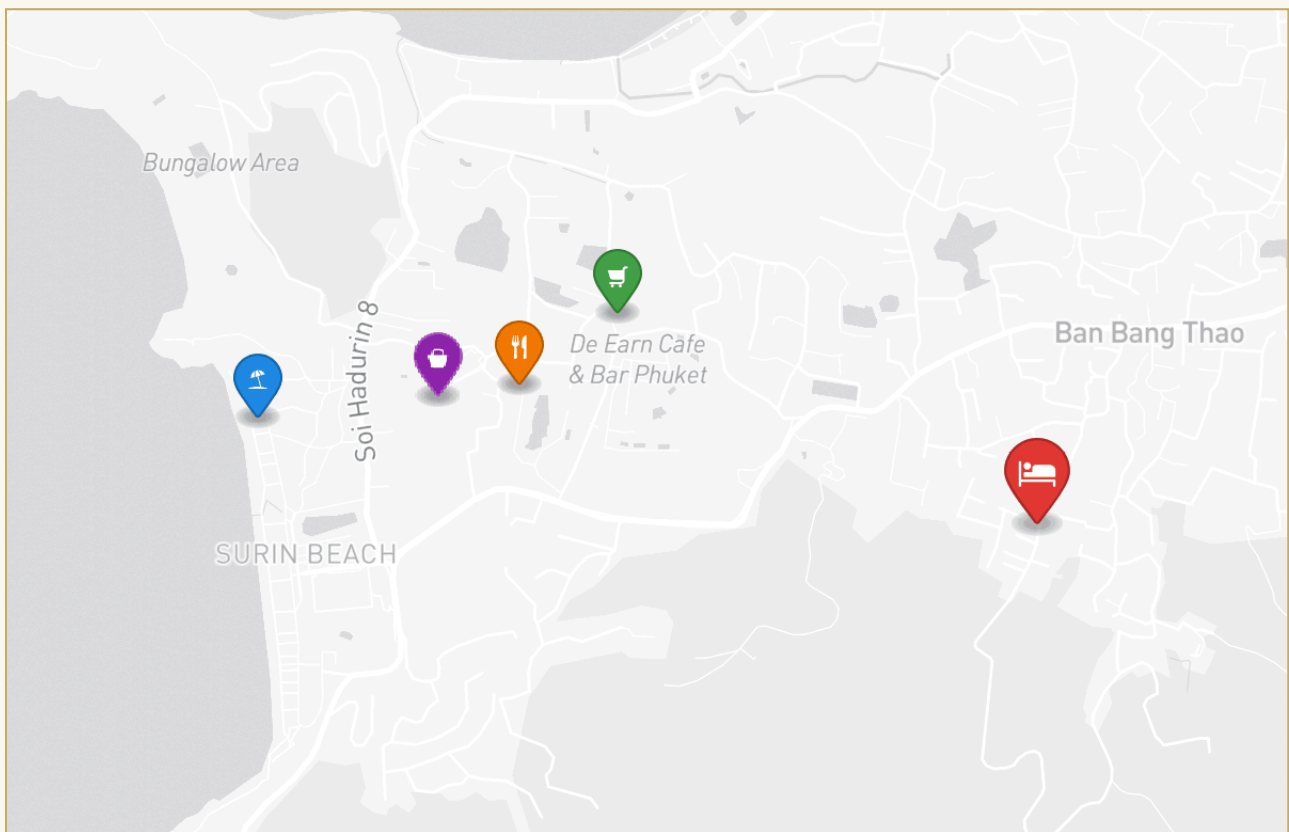 Bungalow Area
Soi Hadurin 8
De Earn Cafe
& Bar Phuket
Ban Bang Thao
SURIN BEACH